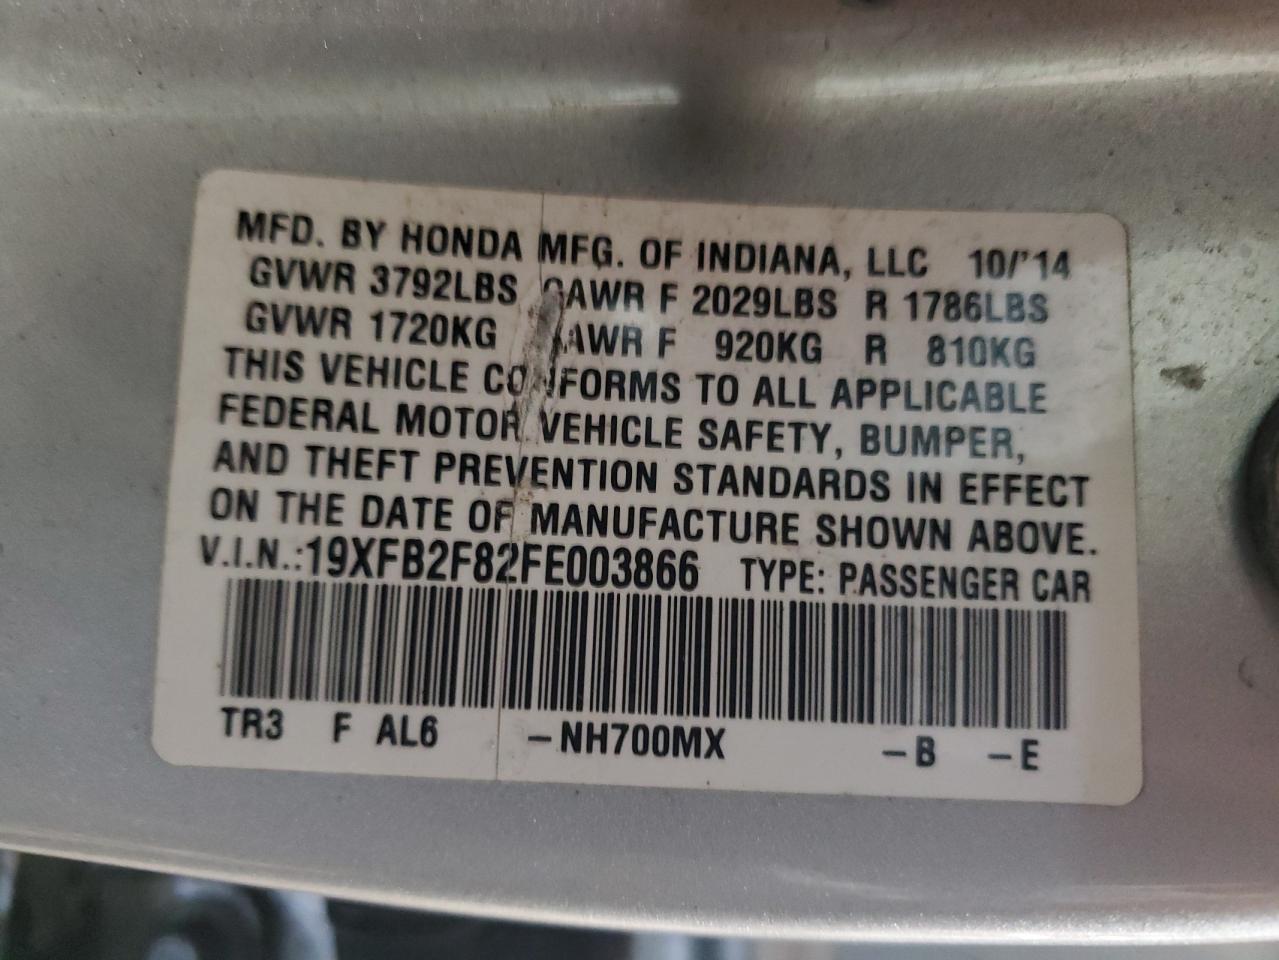 MFD. BY HONDA MFG. OF INDIANA, LLC 10/'14
GVWR 3792LBS GAWR F 2029LBS R 1786LBS
GVWR 1720KG GAWR F 920KG R 810KG
THIS VEHICLE CONFORMS TO ALL APPLICABLE
FEDERAL MOTOR VEHICLE SAFETY, BUMPER,
AND THEFT PREVENTION STANDARDS IN EFFECT
ON THE DATE OF MANUFACTURE SHOWN ABOVE.
V.I.N.:19XFB2F82FE003866 TYPE: PASSENGER CAR
TR3 F AL6 -NH700MX -B -E